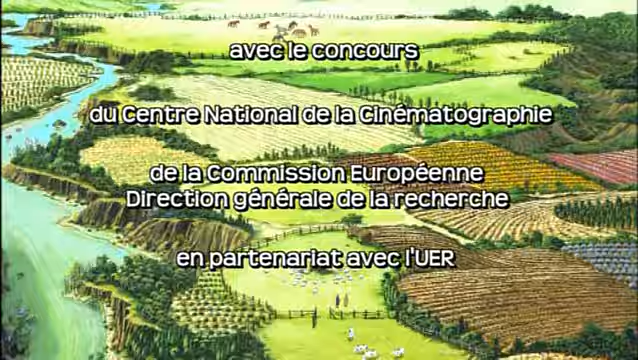 avec le concours
du Centre National de la Cinématographie
de la Commission Européenne
Direction générale de la recherche
en partenariat avec l'UER